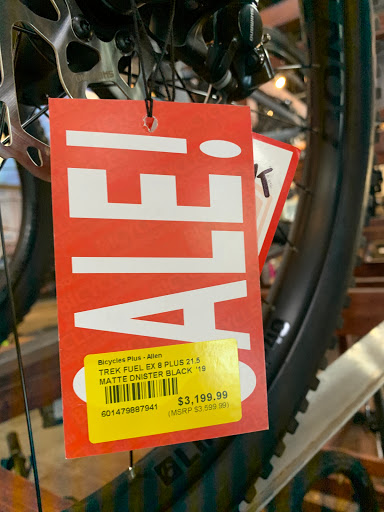 SALE!
Bicycles Plus - Allen
TREK FUEL EX 8 PLUS 21.5
MATTE DNISTER BLACK '19
601479887941
$3,199.99
(MSRP $3,599.99)